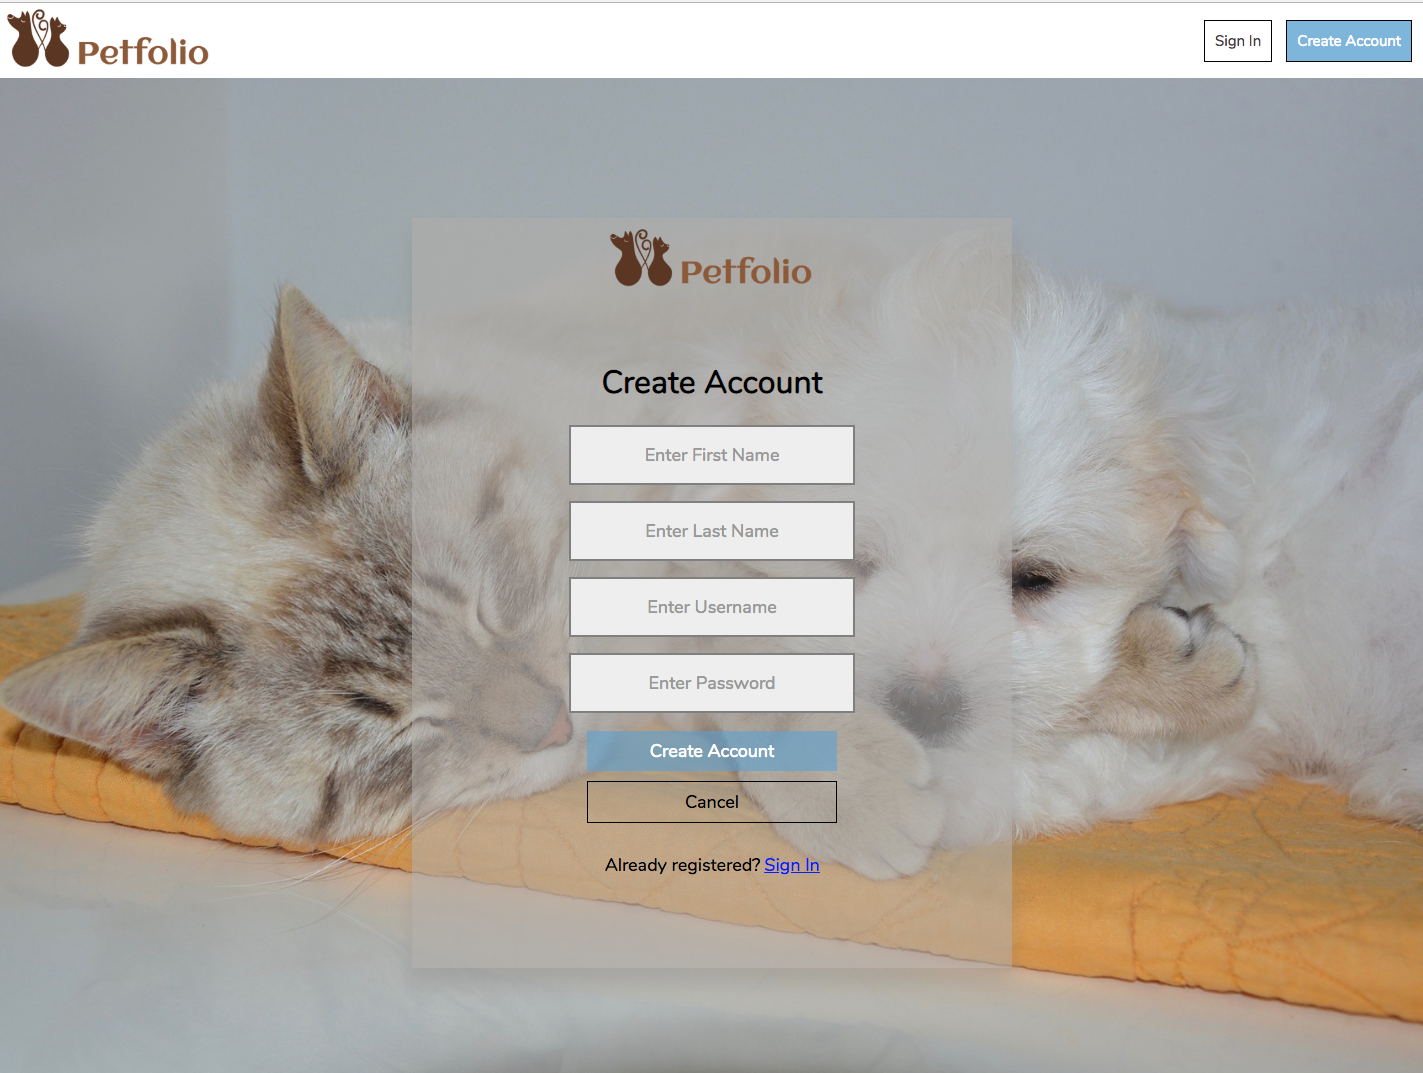 Petfolio
Sign In
Create Account
Petfolio
Create Account
Enter First Name
Enter Last Name
Enter Username
Enter Password
Create Account
Cancel
Already registered? Sign In